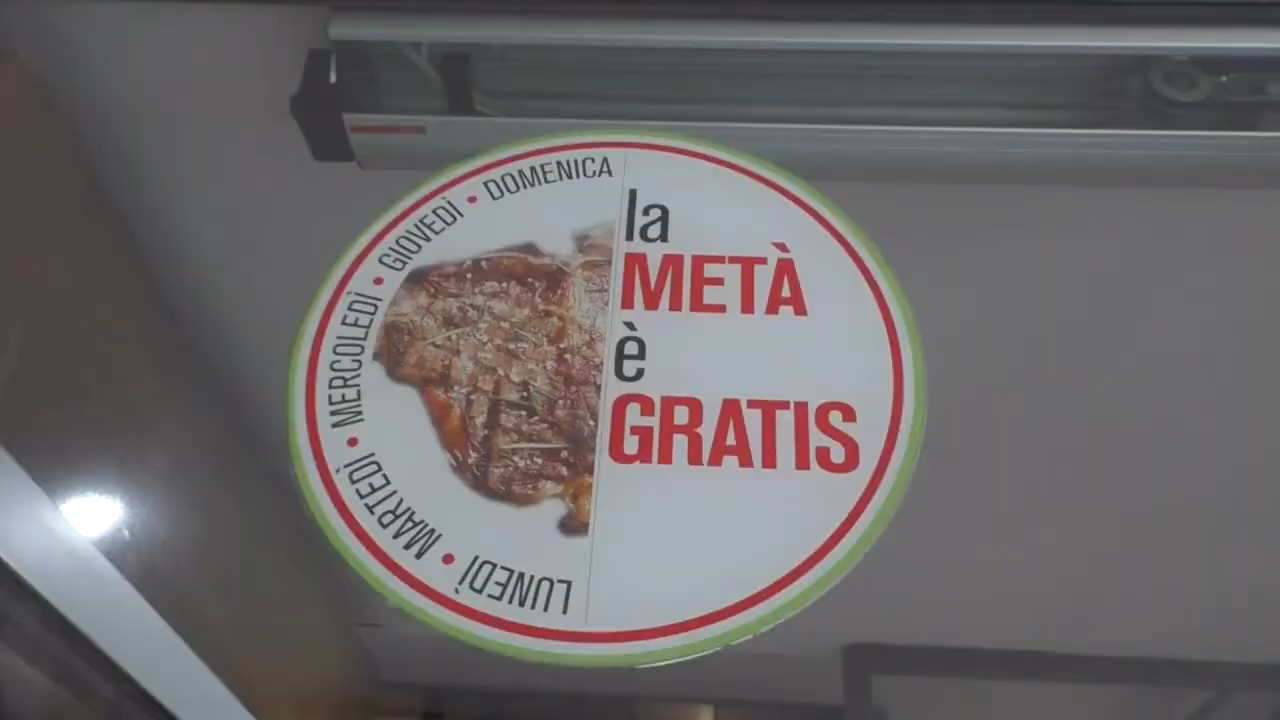 LUNEDÌ • MARTEDÌ • MERCOLEDÌ • GIOVEDÌ • DOMENICA
la
METÀ
è
GRATIS